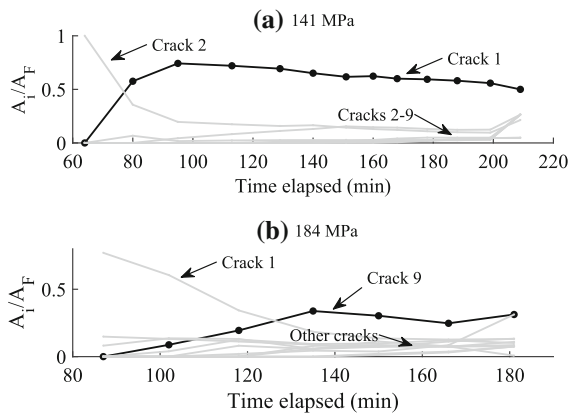 (a) 141 MPa
1
Crack 2
Crack 1
0.5
Cracks 2-9
0
60 80 100 120 140 160 180 200 220
Time elapsed (min)
A_i/A_F
(b) 184 MPa
Crack 1
Crack 9
0.5
Other cracks
0
80 100 120 140 160 180
Time elapsed (min)
A_i/A_F